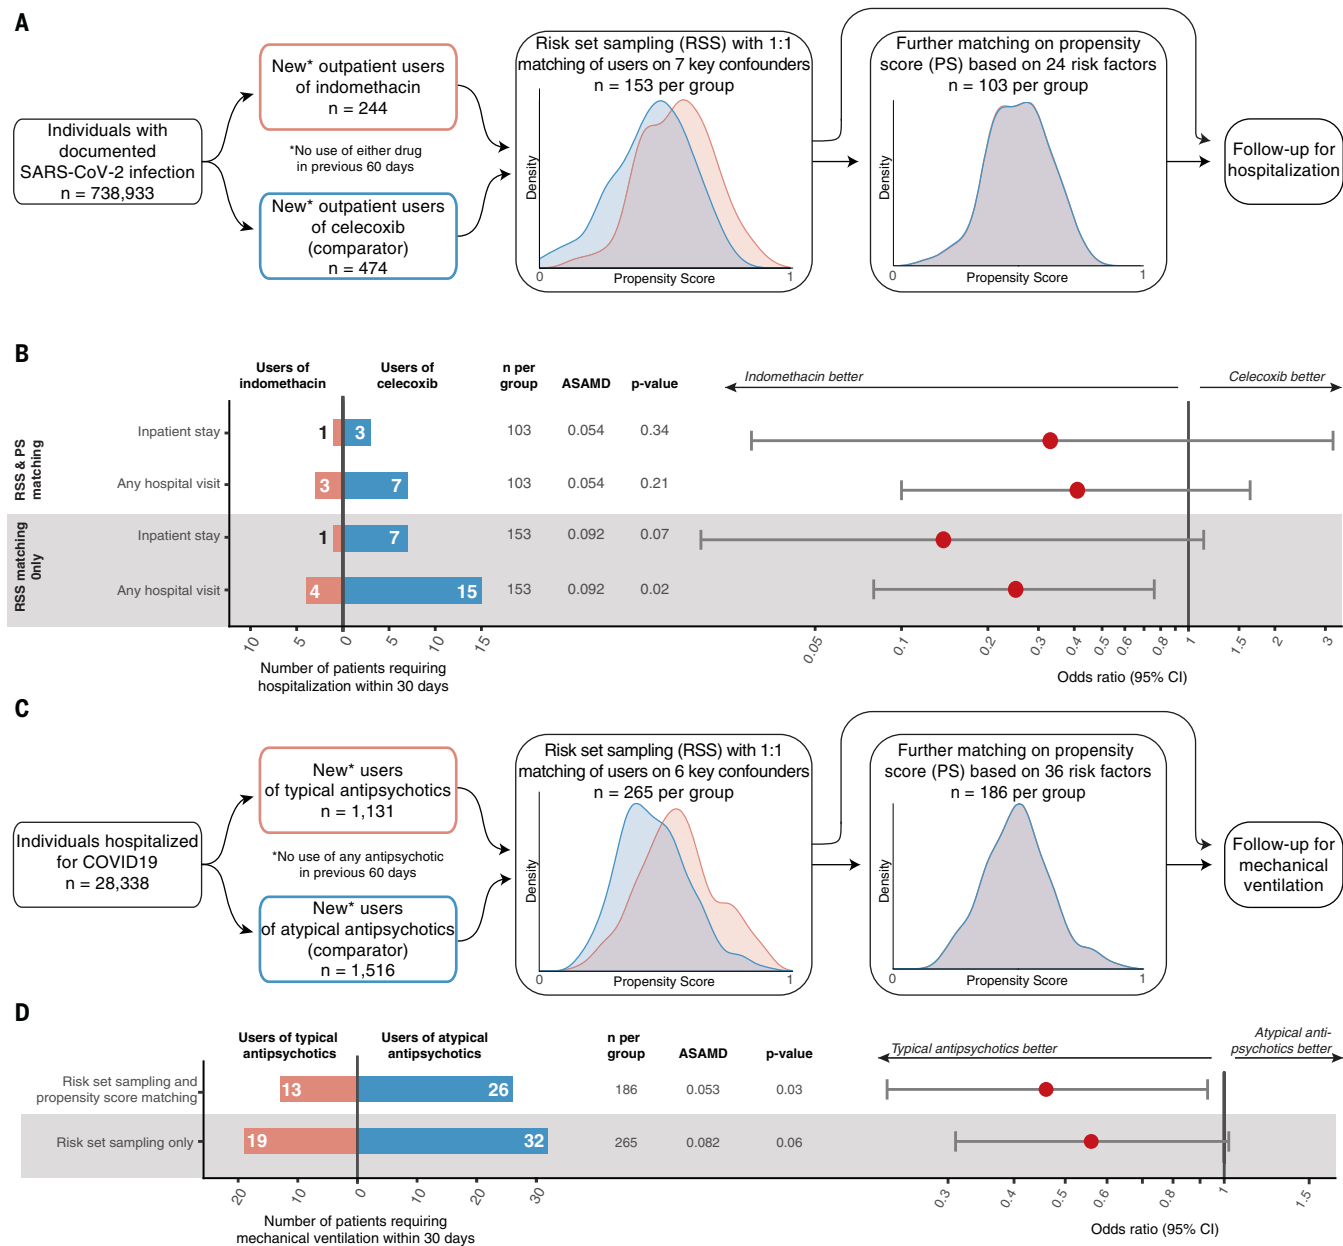 A
Individuals with
documented
SARS-CoV-2 infection
n = 738,933
New* outpatient users
of indomethacin
n = 244
*No use of either drug
in previous 60 days
New* outpatient users
of celecoxib
(comparator)
n = 474
Risk set sampling (RSS) with 1:1
matching of users on 7 key confounders
n = 153 per group
Density
0
Propensity Score
1
Further matching on propensity
score (PS) based on 24 risk factors
n = 103 per group
Density
0
Propensity Score
1
Follow-up for
hospitalization
B
Users of
indomethacin
Users of
celecoxib
n per
group
ASAMD
p-value
Indomethacin better
Celecoxib better
RSS & PS
matching
Inpatient stay
1
3
103
0.054
0.34
Any hospital visit
3
7
103
0.054
0.21
RSS matching
0nly
Inpatient stay
1
7
153
0.092
0.07
Any hospital visit
4
15
153
0.092
0.02
10
5
0
5
10
15
Number of patients requiring
hospitalization within 30 days
0.05
0.1
0.2
0.3
0.4
0.5
0.6
0.8
1
1.5
2
3
Odds ratio (95% CI)
C
Individuals hospitalized
for COVID19
n = 28,338
New* users
of typical antipsychotics
n = 1,131
*No use of any antipsychotic
in previous 60 days
New* users
of atypical antipsychotics
(comparator)
n = 1,516
Risk set sampling (RSS) with 1:1
matching of users on 6 key confounders
n = 265 per group
Density
0
Propensity Score
1
Further matching on propensity
score (PS) based on 36 risk factors
n = 186 per group
Density
0
Propensity Score
1
Follow-up for
mechanical
ventilation
D
Users of typical
antipsychotics
Users of atypical
antipsychotics
n per
group
ASAMD
p-value
Typical antipsychotics better
Atypical anti-
psychotics better
Risk set sampling and
propensity score matching
13
26
186
0.053
0.03
Risk set sampling only
19
32
265
0.082
0.06
20
10
0
10
20
30
Number of patients requiring
mechanical ventilation within 30 days
0.3
0.4
0.5
0.6
0.8
1
1.5
Odds ratio (95% CI)